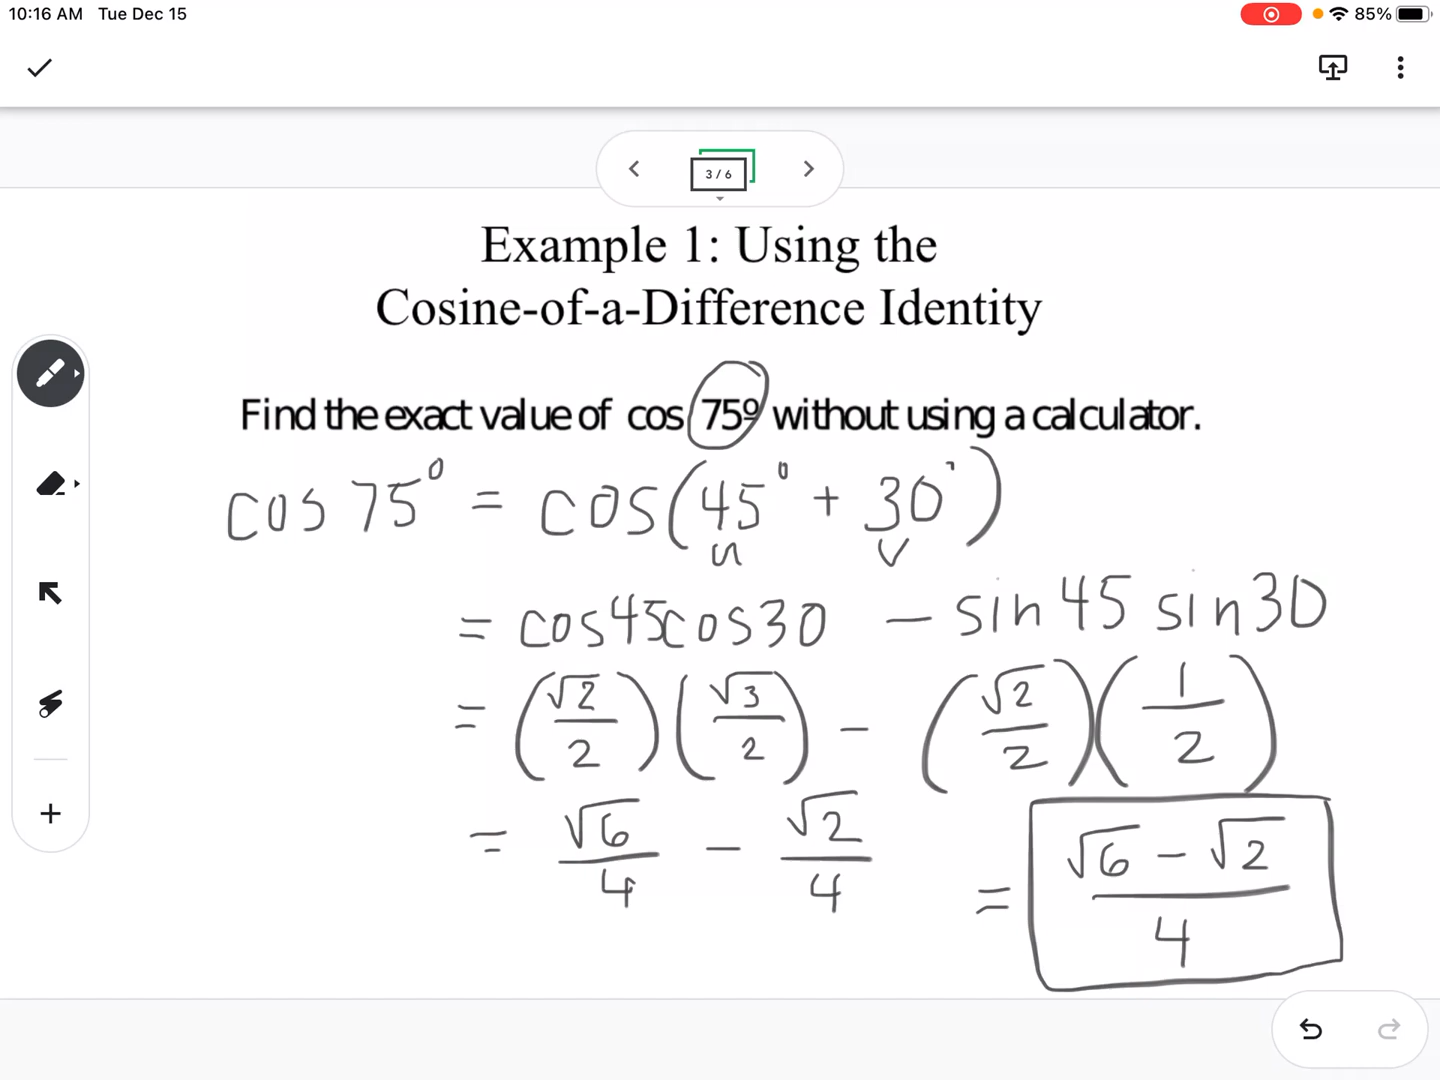 10:16 AM Tue Dec 15 85%
3 / 6
Example 1: Using the
Cosine-of-a-Difference Identity
Find the exact value of cos 75º without using a calculator.
cos 75° = cos(45° + 30°)
u v
= cos45cos30 − sin45 sin30
= (√2/2)(√3/2) − (√2/2)(1/2)
= √6/4 − √2/4 = (√6 − √2)/4